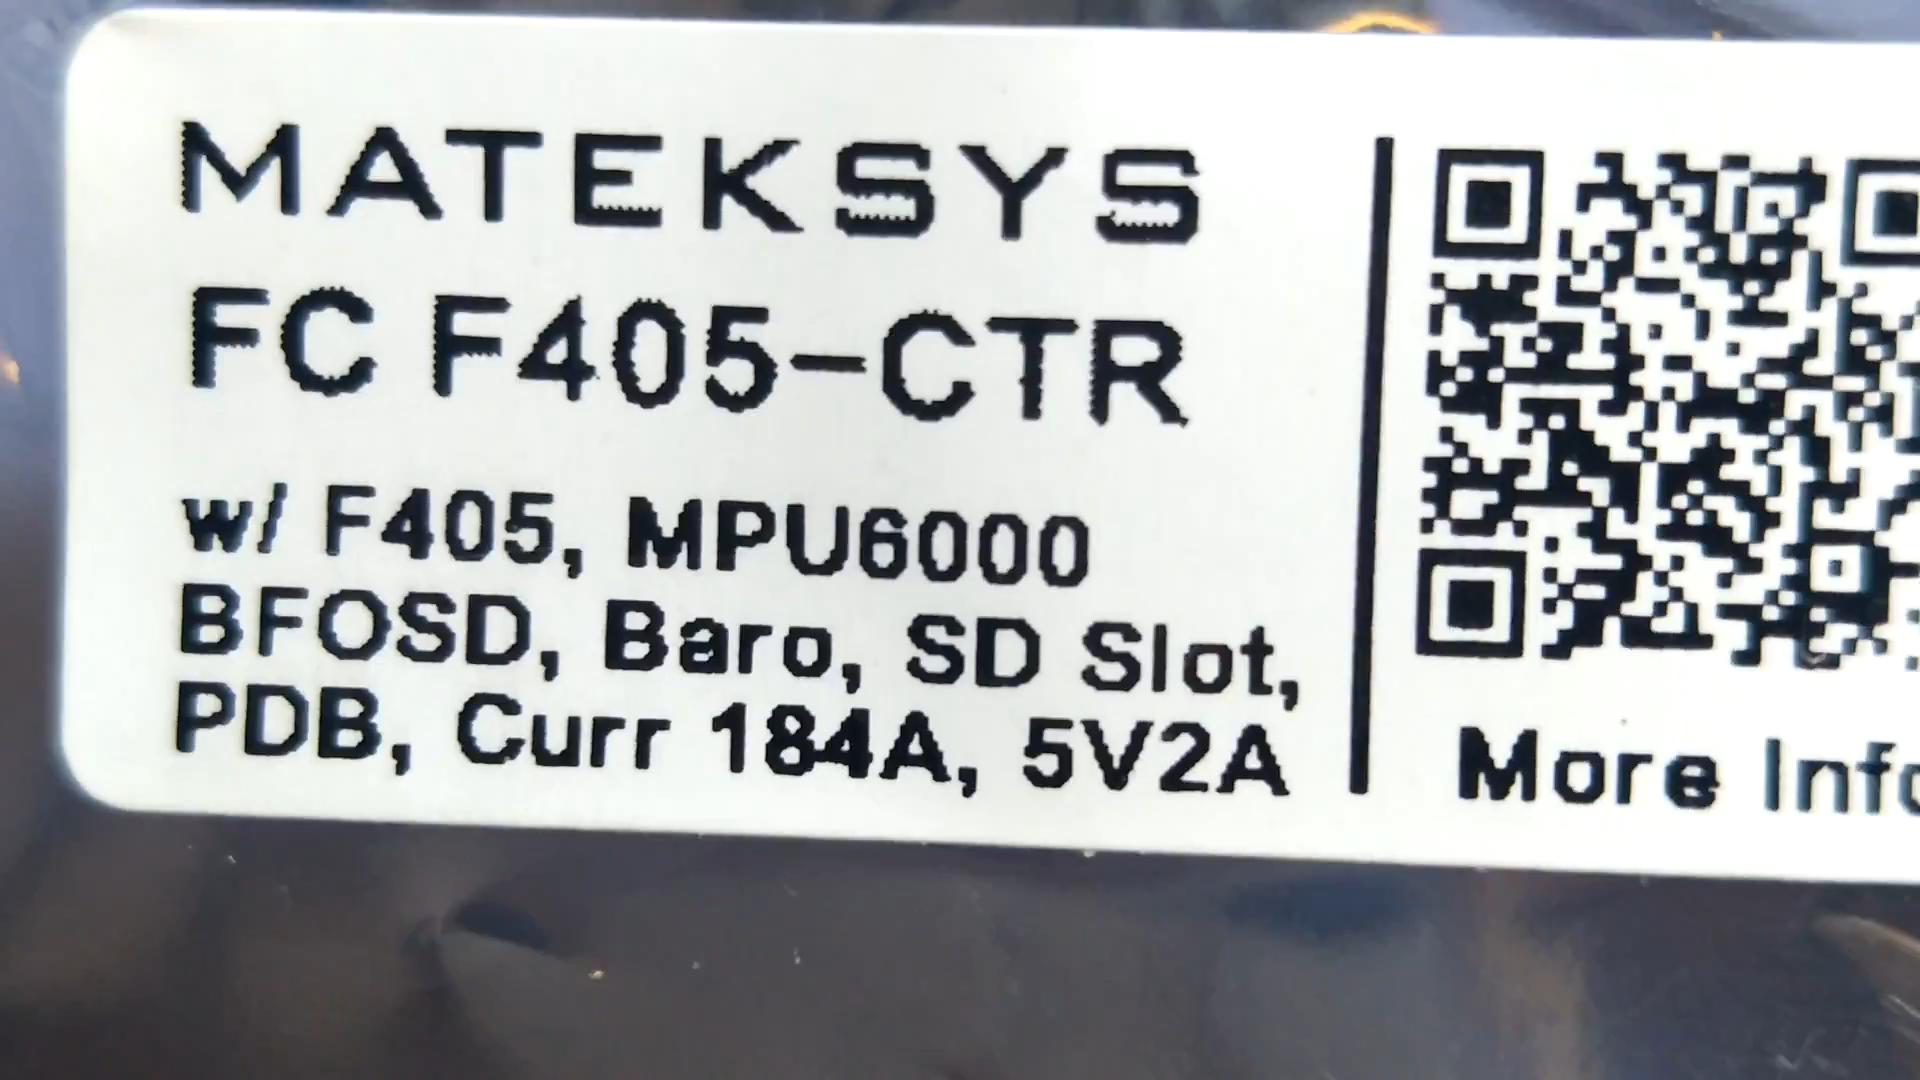 MATEKSYS
FC F405-CTR
w/ F405, MPU6000
BFOSD, Baro, SD Slot,
PDB, Curr 184A, 5V2A
More Info